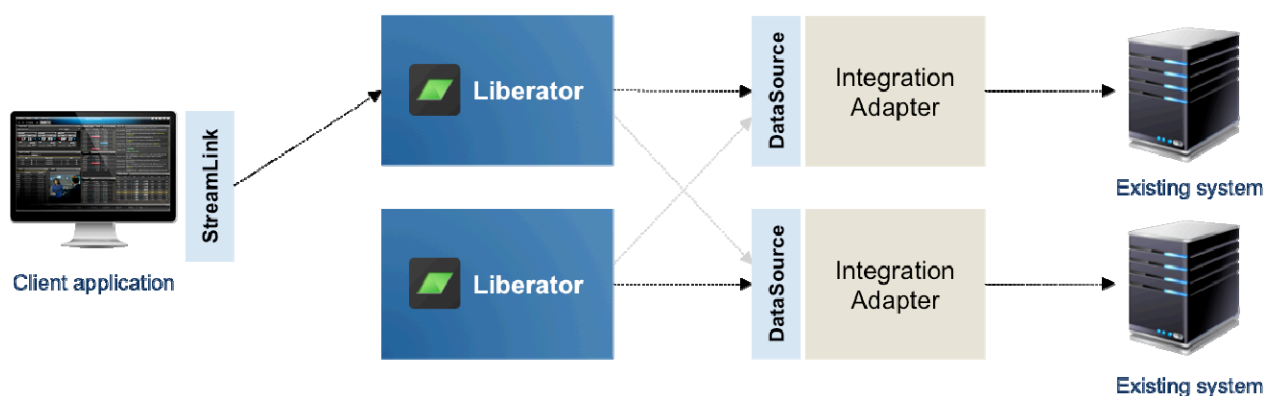 Client application
StreamLink
Liberator
DataSource
Integration
Adapter
Existing system
Liberator
DataSource
Integration
Adapter
Existing system